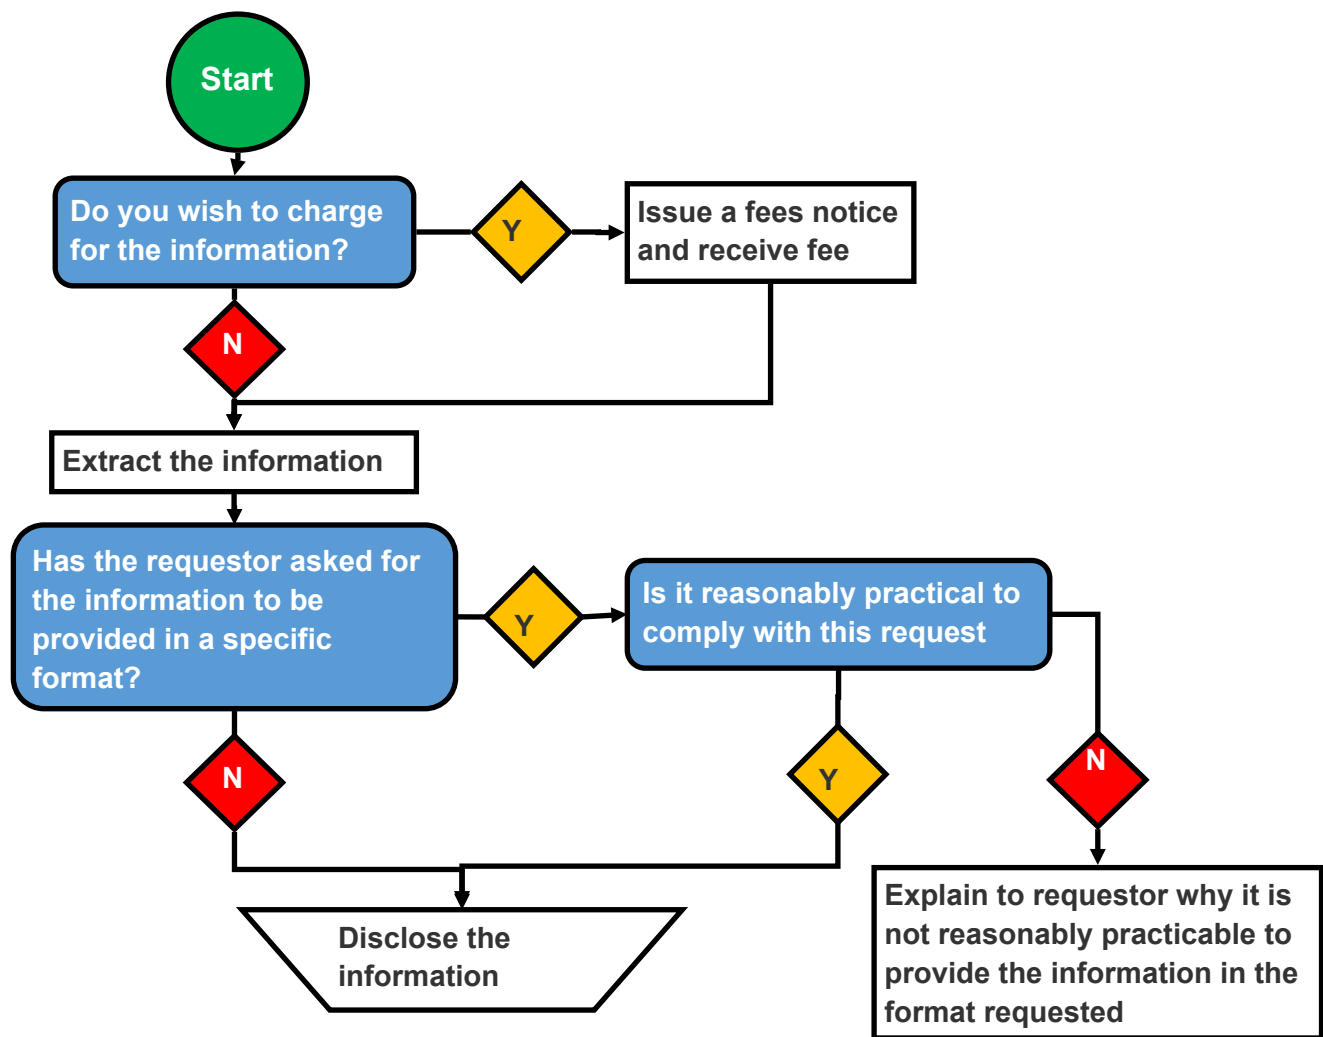 Start
Do you wish to charge
for the information?
Y
Issue a fees notice
and receive fee
N
Extract the information
Has the requestor asked for
the information to be
provided in a specific
format?
Y
Is it reasonably practical to
comply with this request
N
Y
N
Disclose the
information
Explain to requestor why it is
not reasonably practicable to
provide the information in the
format requested